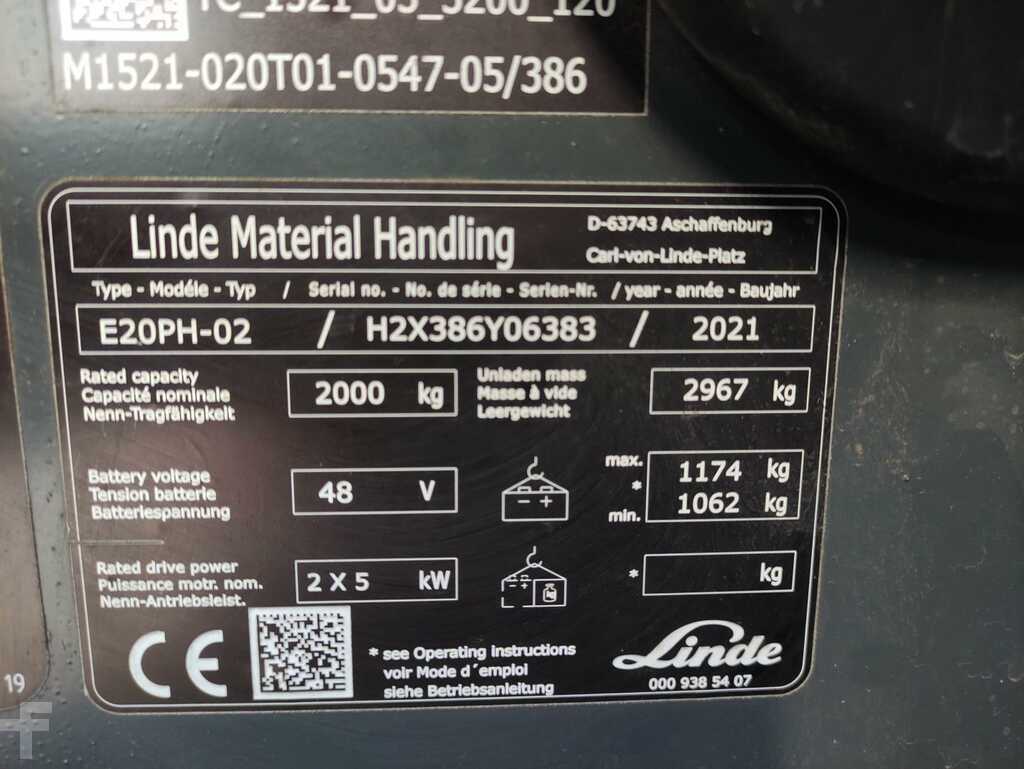 M1521-020T01-0547-05/386
Linde Material Handling
D-63743 Aschaffenburg
Carl-von-Linde-Platz
Type - Modéle - Typ / Serial no. - No. de série - Serien-Nr. / year - année - Baujahr
E20PH-02 / H2X386Y06383 / 2021
Rated capacity
Capacité nominale
Nenn-Tragfähigkeit
2000 kg
Unladen mass
Masse à vide
Leergewicht
2967 kg
Battery voltage
Tension batterie
Batteriespannung
48 V
max. 1174 kg
*
min. 1062 kg
Rated drive power
Puissance motr. nom.
Nenn-Antriebsleist.
2 X 5 kW
* kg
CE
* see Operating instructions
voir Mode d´emploi
siehe Betriebsanleitung
Linde
000 938 54 07
19